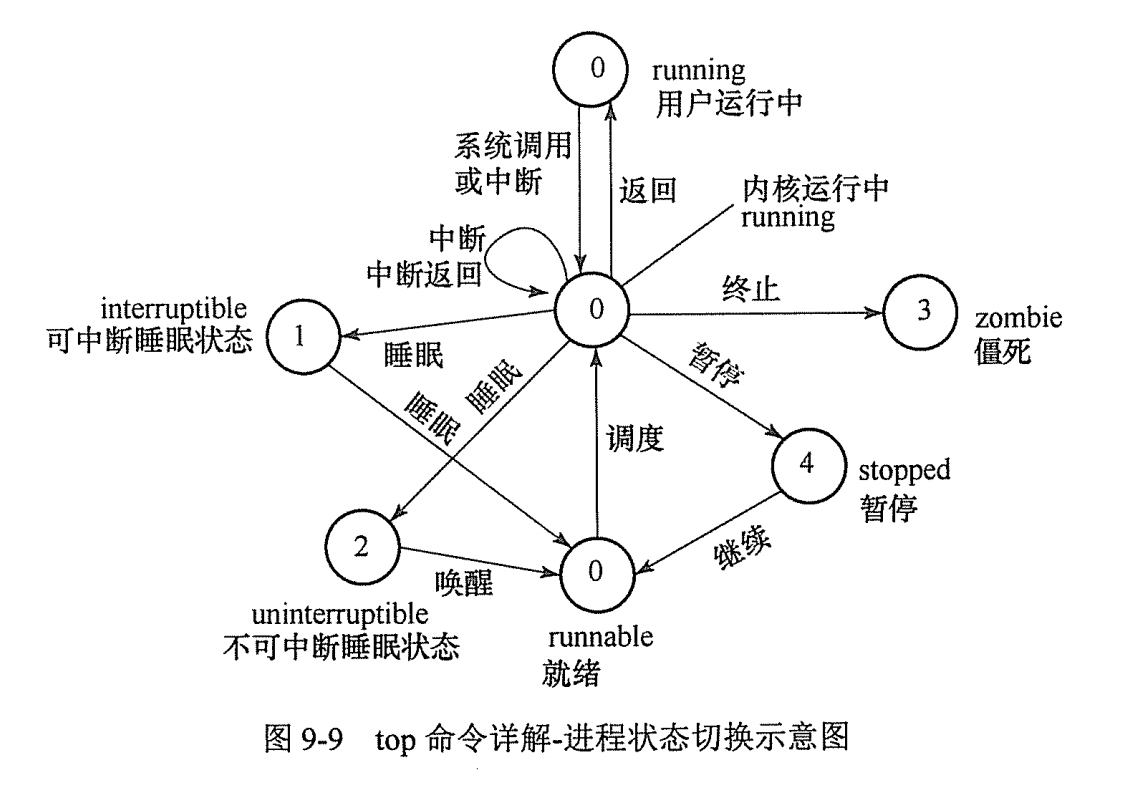 0
running
用户运行中
系统调用
或中断
返回
内核运行中
running
中断
中断返回
0
终止
3
zombie
僵死
interruptible
可中断睡眠状态
1
睡眠
睡眠
睡眠
暂停
调度
4
stopped
暂停
继续
2
唤醒
0
uninterruptible
不可中断睡眠状态
runnable
就绪
图 9-9 top 命令详解-进程状态切换示意图